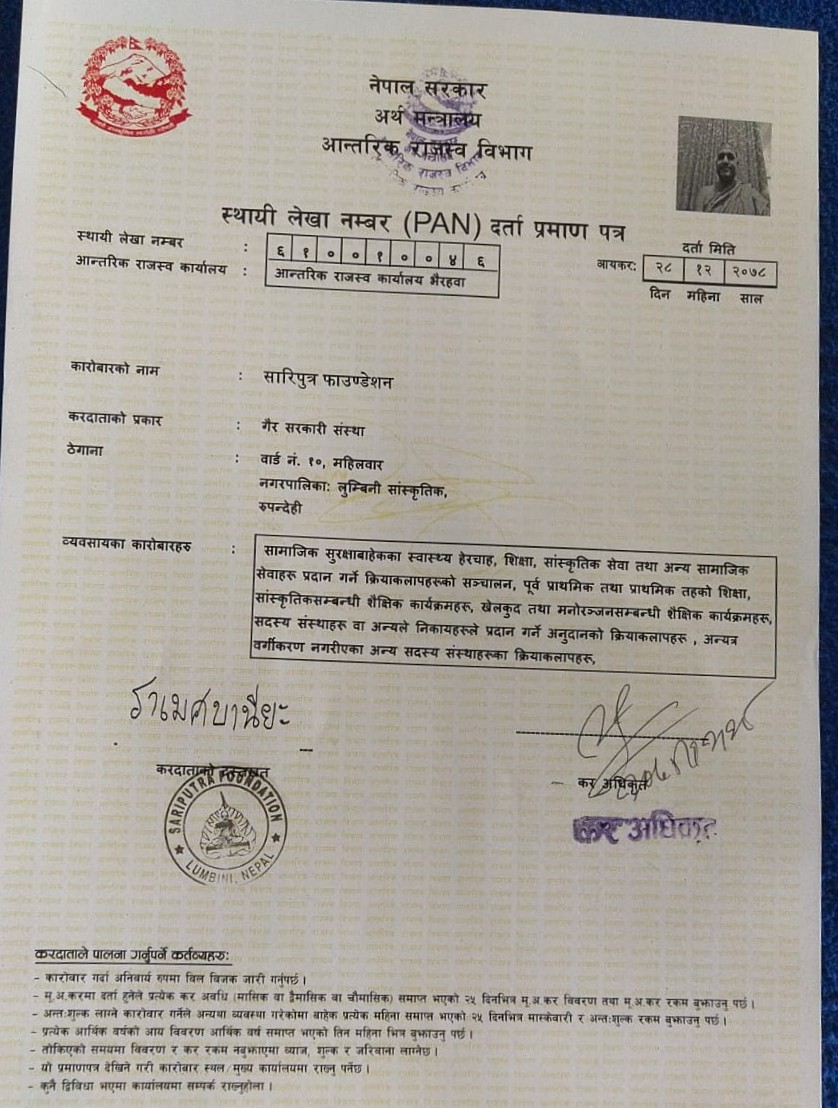 नेपाल सरकार
अर्थ मन्त्रालय
आन्तरिक राजस्व विभाग
स्थायी लेखा नम्बर (PAN) दर्ता प्रमाण पत्र
स्थायी लेखा नम्बर : ६ १ ० ० १ ० ० ४ ६
आन्तरिक राजस्व कार्यालय : आन्तरिक राजस्व कार्यालय भैरहवा
दर्ता मिति
आयकर: २८ १२ २०७८
दिन महिना साल
कारोबारको नाम : सारिपुत्र फाउण्डेशन
करदाताको प्रकार : गैर सरकारी संस्था
ठेगाना : वार्ड नं. १०, महिलवार
नगरपालिका: लुम्बिनी सांस्कृतिक,
रुपन्देही
व्यवसायका कारोबारहरु : सामाजिक सुरक्षाबाहेकका स्वास्थ्य हेरचाह, शिक्षा, सांस्कृतिक सेवा तथा अन्य सामाजिक
सेवाहरु प्रदान गर्ने क्रियाकलापहरुको सञ्चालन, पूर्व प्राथमिक तथा प्राथमिक तहको शिक्षा,
सांस्कृतिकसम्बन्धी शैक्षिक कार्यक्रमहरु, खेलकुद तथा मनोरञ्जनसम्बन्धी शैक्षिक कार्यक्रमहरु,
सदस्य संस्थाहरु वा अन्यले निकायहरुले प्रदान गर्ने अनुदानको क्रियाकलापहरु , अन्यत्र
वर्गीकरण नगरीएका अन्य सदस्य संस्थाहरुका क्रियाकलापहरु,
करदाताको
SARIPUTRA FOUNDATION
LUMBINI, NEPAL
कर अधिकृत
कर अधिकृत
करदाताले पालना गर्नुपर्ने कर्तव्यहरु:
- कारोबार गर्दा अनिवार्य रुपमा विल विजक जारी गर्नुपर्छ ।
- मू.अ.करमा दर्ता हुनेले प्रत्येक कर अवधि (मासिक वा द्वैमासिक वा चौमासिक) समाप्त भएको २५ दिनभित्र मू.अ.कर विवरण तथा मू.अ.कर रकम बुझाउनु पर्छ ।
- अन्त:शुल्क लाग्ने कारोबार गर्नेले अन्यथा व्यवस्था गरेकोमा बाहेक प्रत्येक महिना समाप्त भएको २५ दिनभित्र मास्केवारी र अन्त:शुल्क रकम बुझाउनु पर्छ ।
- प्रत्येक आर्थिक वर्षको आय विवरण आर्थिक वर्ष समाप्त भएको तिन महिना भित्र बुझाउनु पर्छ ।
- तोकिएको समयमा विवरण र कर रकम नबुझाएमा व्याज, शुल्क र जरिवाना लाग्नेछ ।
- यो प्रमाणपत्र देखिने गरी कारोबार स्थल/मुख्य कार्यालयमा राख्नु पर्नेछ ।
- कुनै द्विविधा भएमा कार्यालयमा सम्पर्क राख्नुहोला ।